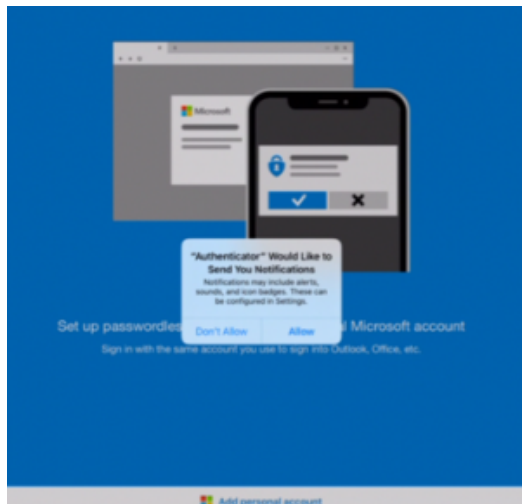 Microsoft
"Authenticator" Would Like to
Send You Notifications
Notifications may include alerts,
sounds, and icon badges. These can
be configured in Settings.
Don't Allow Allow
Set up passwordles l Microsoft account
Sign in with the same account you use to sign into Outlook, Office, etc.
Add personal account